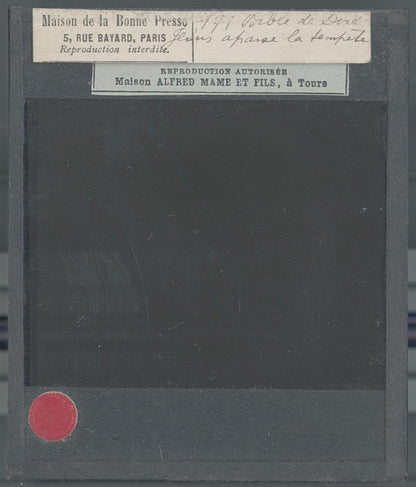 Maison de la Bonne Presse
5, RUE BAYARD, PARIS
Reproduction interdite.
199 Bible de Doré
Jésus apaise la tempête
REPRODUCTION AUTORISÉE
Maison ALFRED MAME ET FILS, à Tours